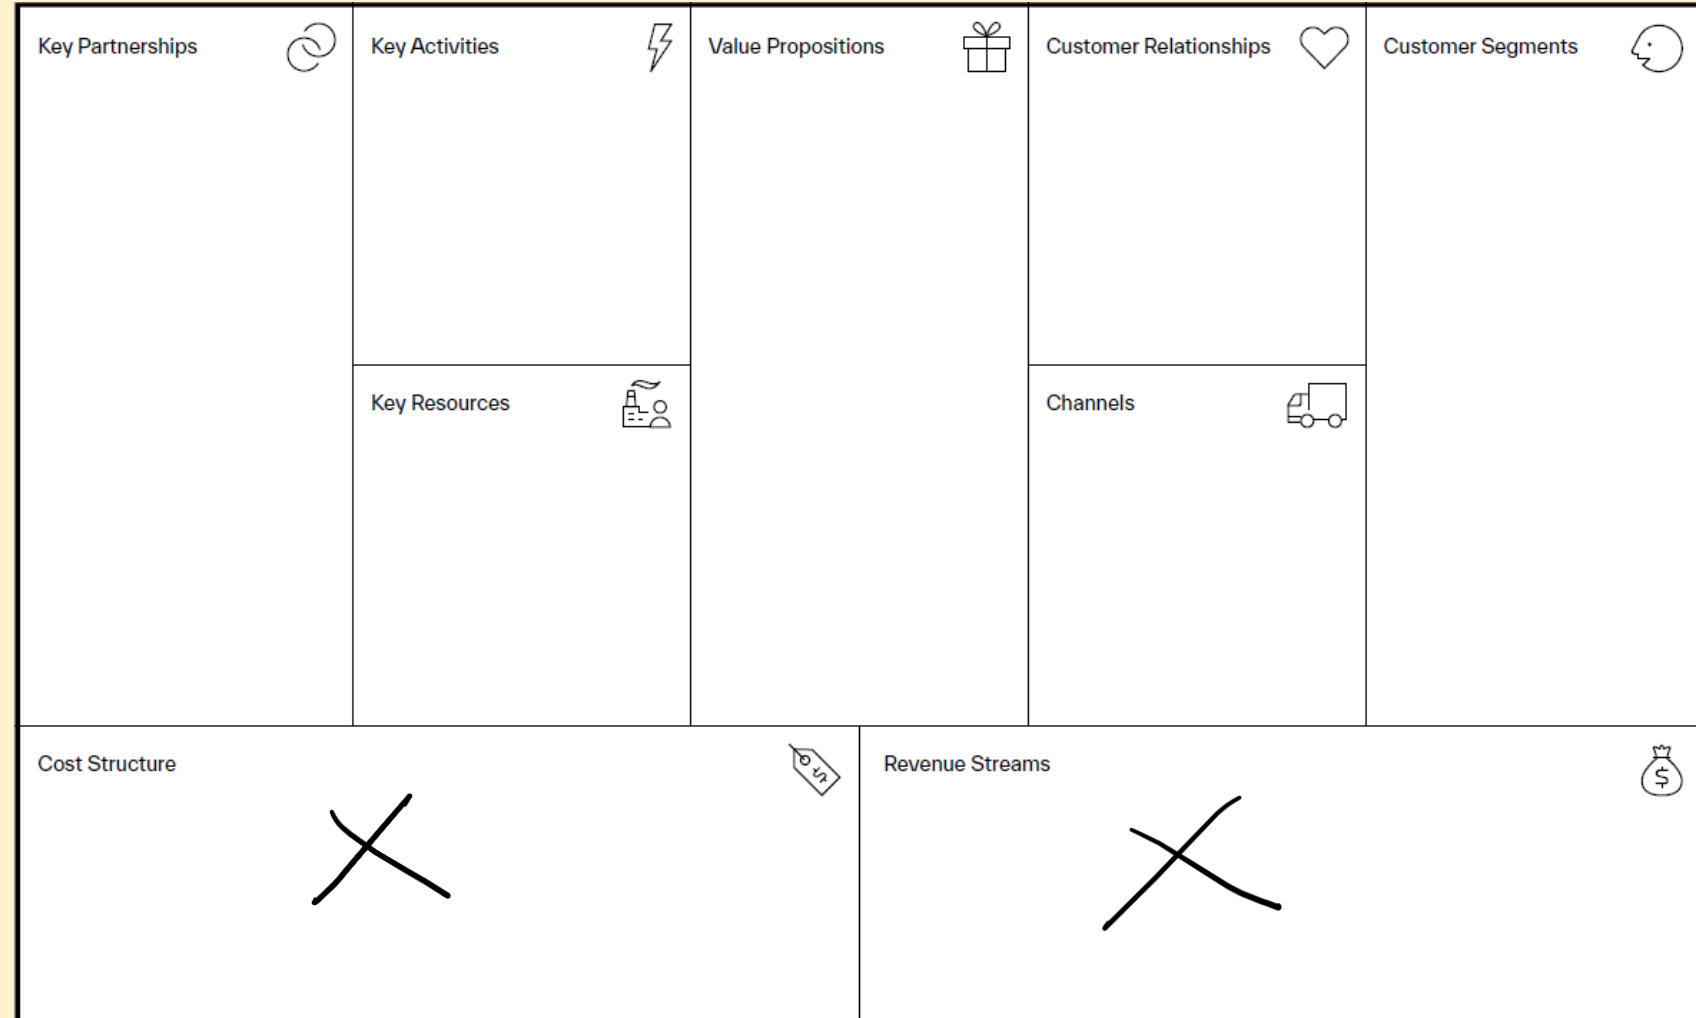 Key Partnerships
Key Activities
Value Propositions
Customer Relationships
Customer Segments
Key Resources
Channels
Cost Structure
Revenue Streams
$
$